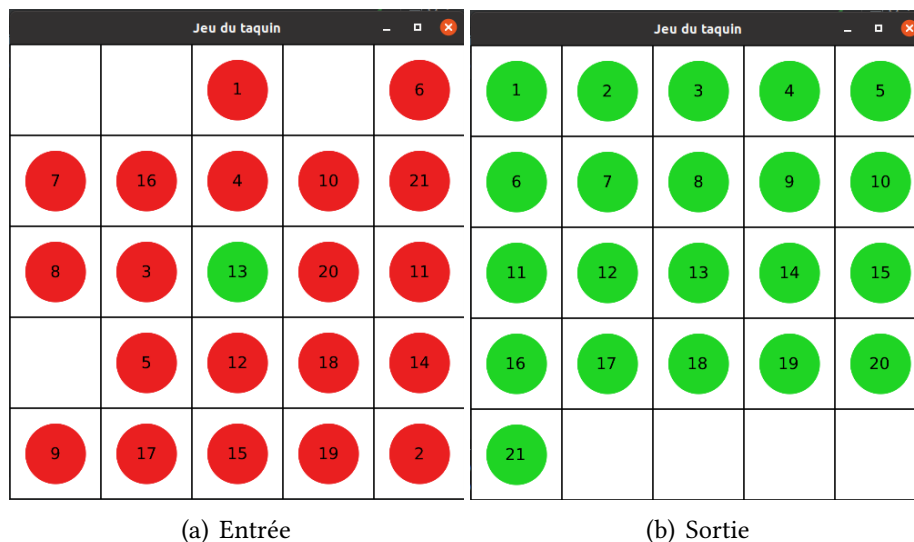 Jeu du taquin Jeu du taquin
1 6 1 2 3 4 5
7 16 4 10 21 6 7 8 9 10
8 3 13 20 11 11 12 13 14 15
5 12 18 14 16 17 18 19 20
9 17 15 19 2 21
(a) Entrée (b) Sortie